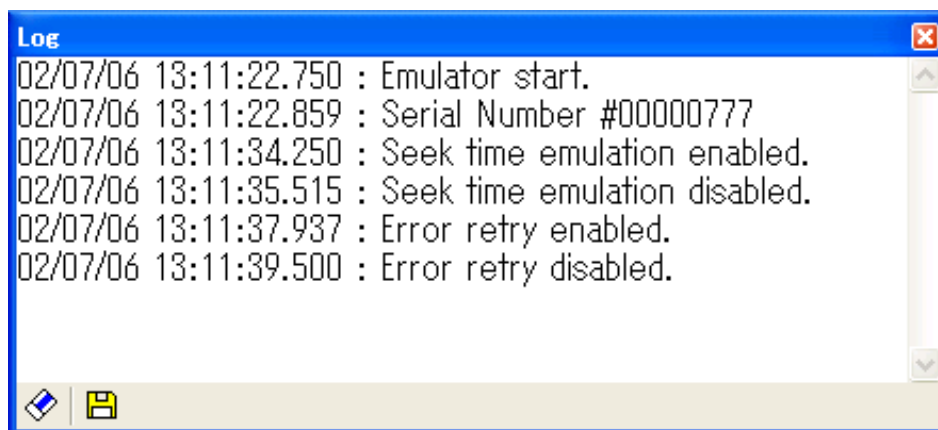 Log
02/07/06 13:11:22.750 : Emulator start.
02/07/06 13:11:22.859 : Serial Number #00000777
02/07/06 13:11:34.250 : Seek time emulation enabled.
02/07/06 13:11:35.515 : Seek time emulation disabled.
02/07/06 13:11:37.937 : Error retry enabled.
02/07/06 13:11:39.500 : Error retry disabled.